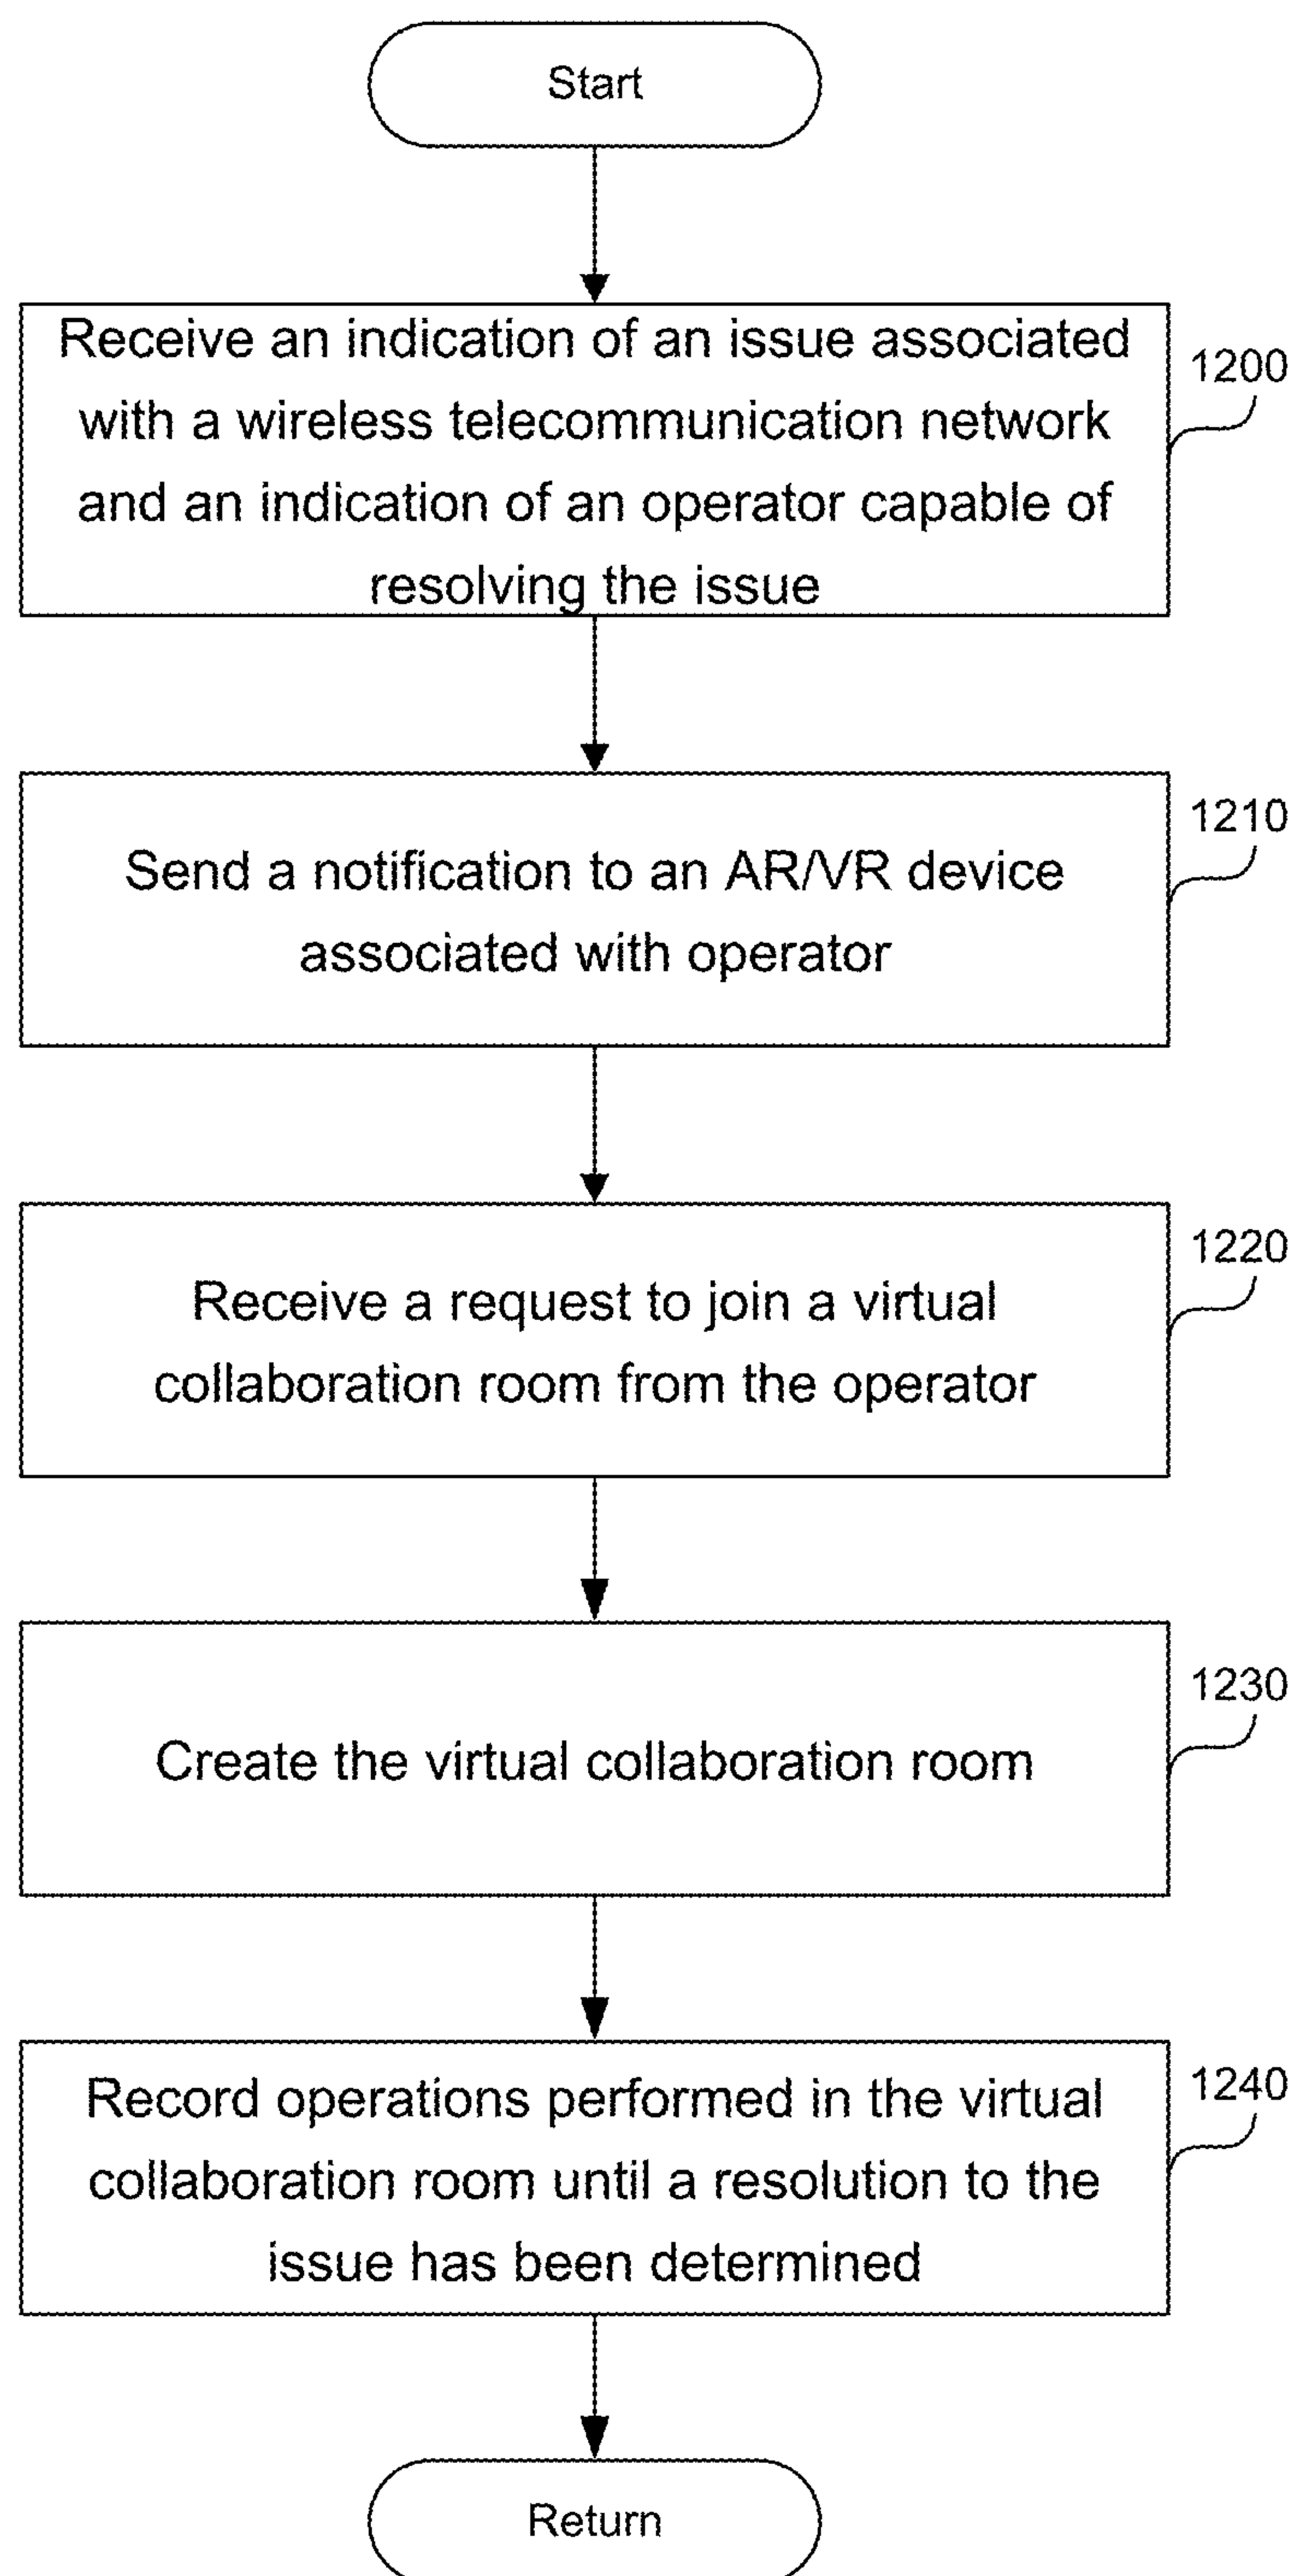 Start
Receive an indication of an issue associated
with a wireless telecommunication network
and an indication of an operator capable of
resolving the issue
1200
Send a notification to an AR/VR device
associated with operator
1210
Receive a request to join a virtual
collaboration room from the operator
1220
Create the virtual collaboration room
1230
Record operations performed in the virtual
collaboration room until a resolution to the
issue has been determined
1240
Return